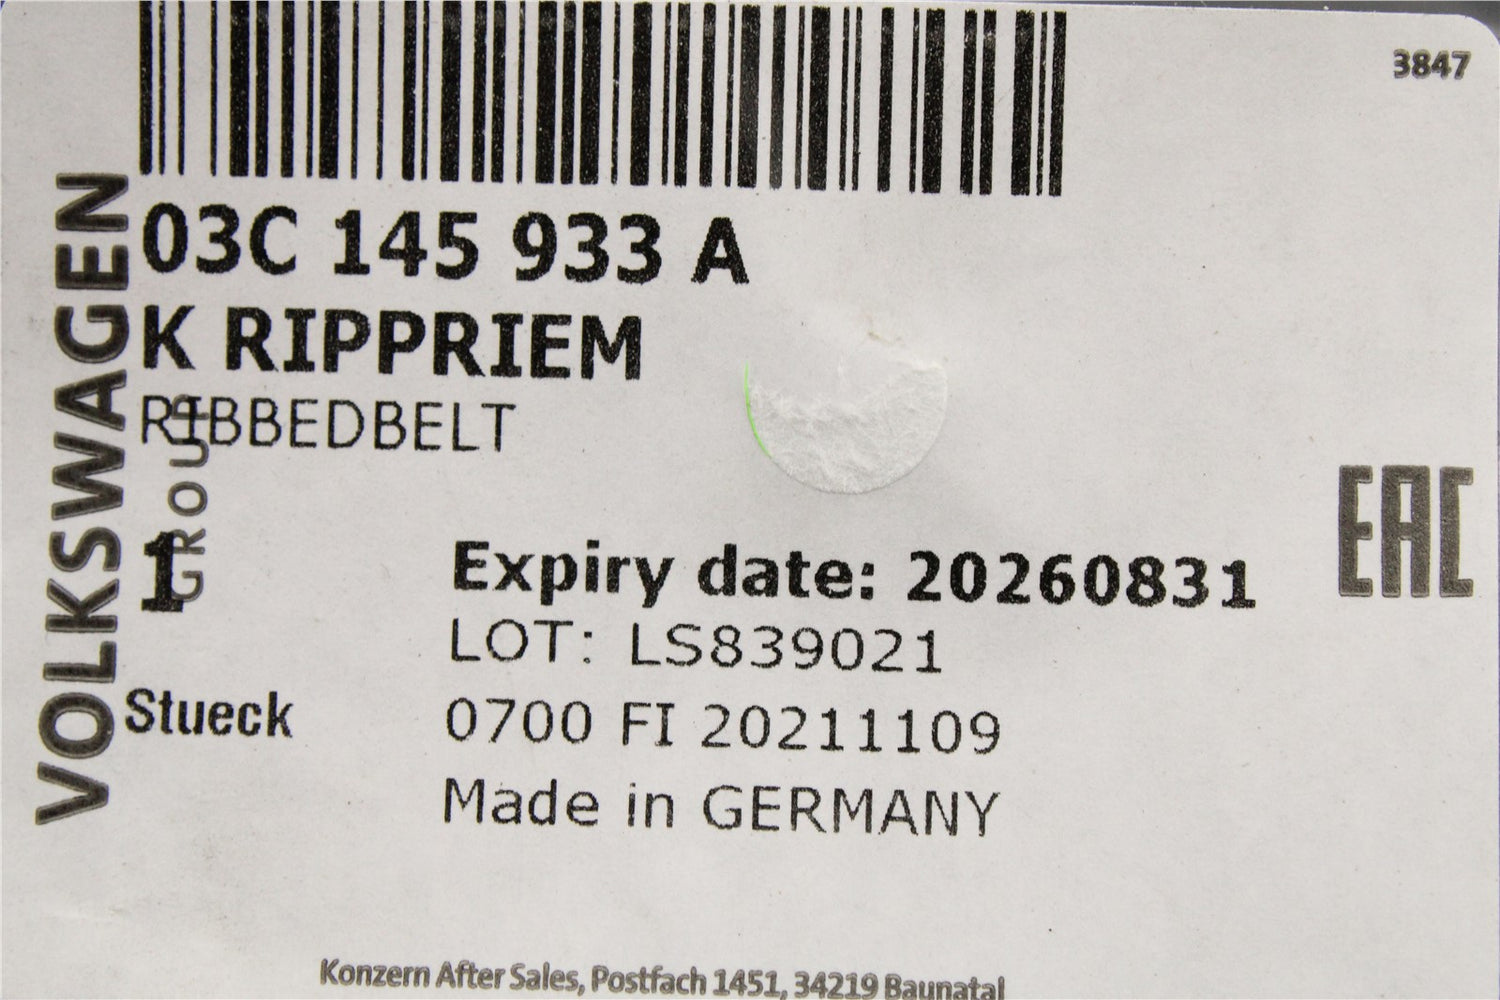 3847
03C 145 933 A
K RIPPRIEM
RIBBEDBELT
VOLKSWAGEN
GROUP
1
Stueck
Expiry date: 20260831
LOT: LS839021
0700 FI 20211109
Made in GERMANY
EAC
Konzern After Sales, Postfach 1451, 34219 Baunatal